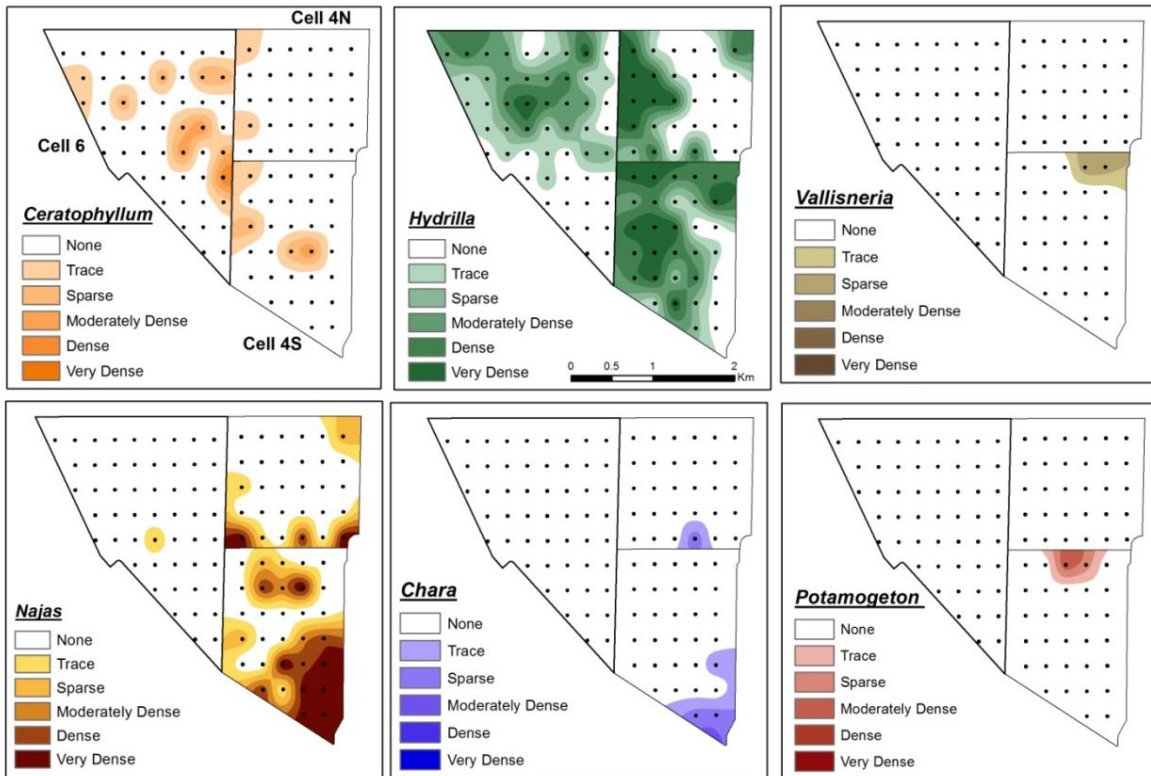 Cell 4N
Cell 6
Ceratophyllum
None
Trace
Sparse
Moderately Dense
Dense
Very Dense
Cell 4S
Hydrilla
None
Trace
Sparse
Moderately Dense
Dense
Very Dense
0 0.5 1 2
Km
Vallisneria
None
Trace
Sparse
Moderately Dense
Dense
Very Dense
Najas
None
Trace
Sparse
Moderately Dense
Dense
Very Dense
Chara
None
Trace
Sparse
Moderately Dense
Dense
Very Dense
Potamogeton
None
Trace
Sparse
Moderately Dense
Dense
Very Dense